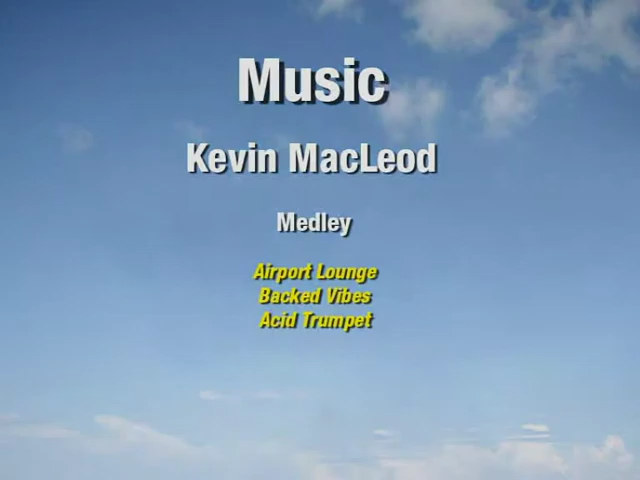 Music
Kevin MacLeod
Medley
Airport Lounge
Backed Vibes
Acid Trumpet